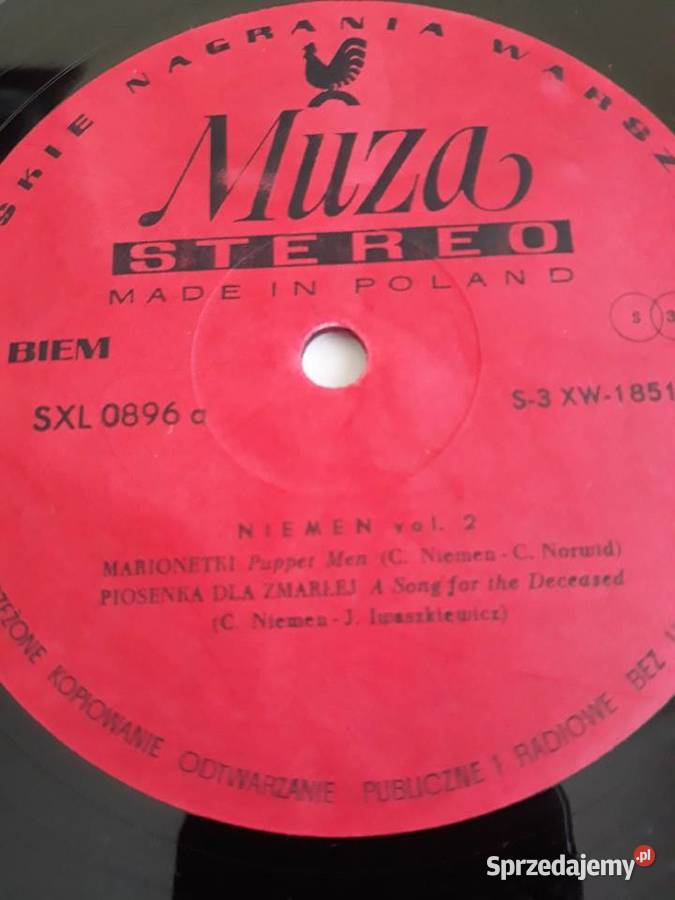 SKIE NAGRANIA WARSZ
Muza
STEREO
MADE IN POLAND
BIEM
S 3
SXL 0896 a
S-3 XW-1851
NIEMEN vol. 2
MARIONETKI Puppet Men (C. Niemen - C. Norwid)
PIOSENKA DLA ZMARŁEJ A Song for the Deceased
(C. Niemen - J. Iwaszkiewicz)
ZEŻONE KOPIOWANIE ODTWARZANIE PUBLICZNE I RADIOWE BEZ
Sprzedajemy.pl